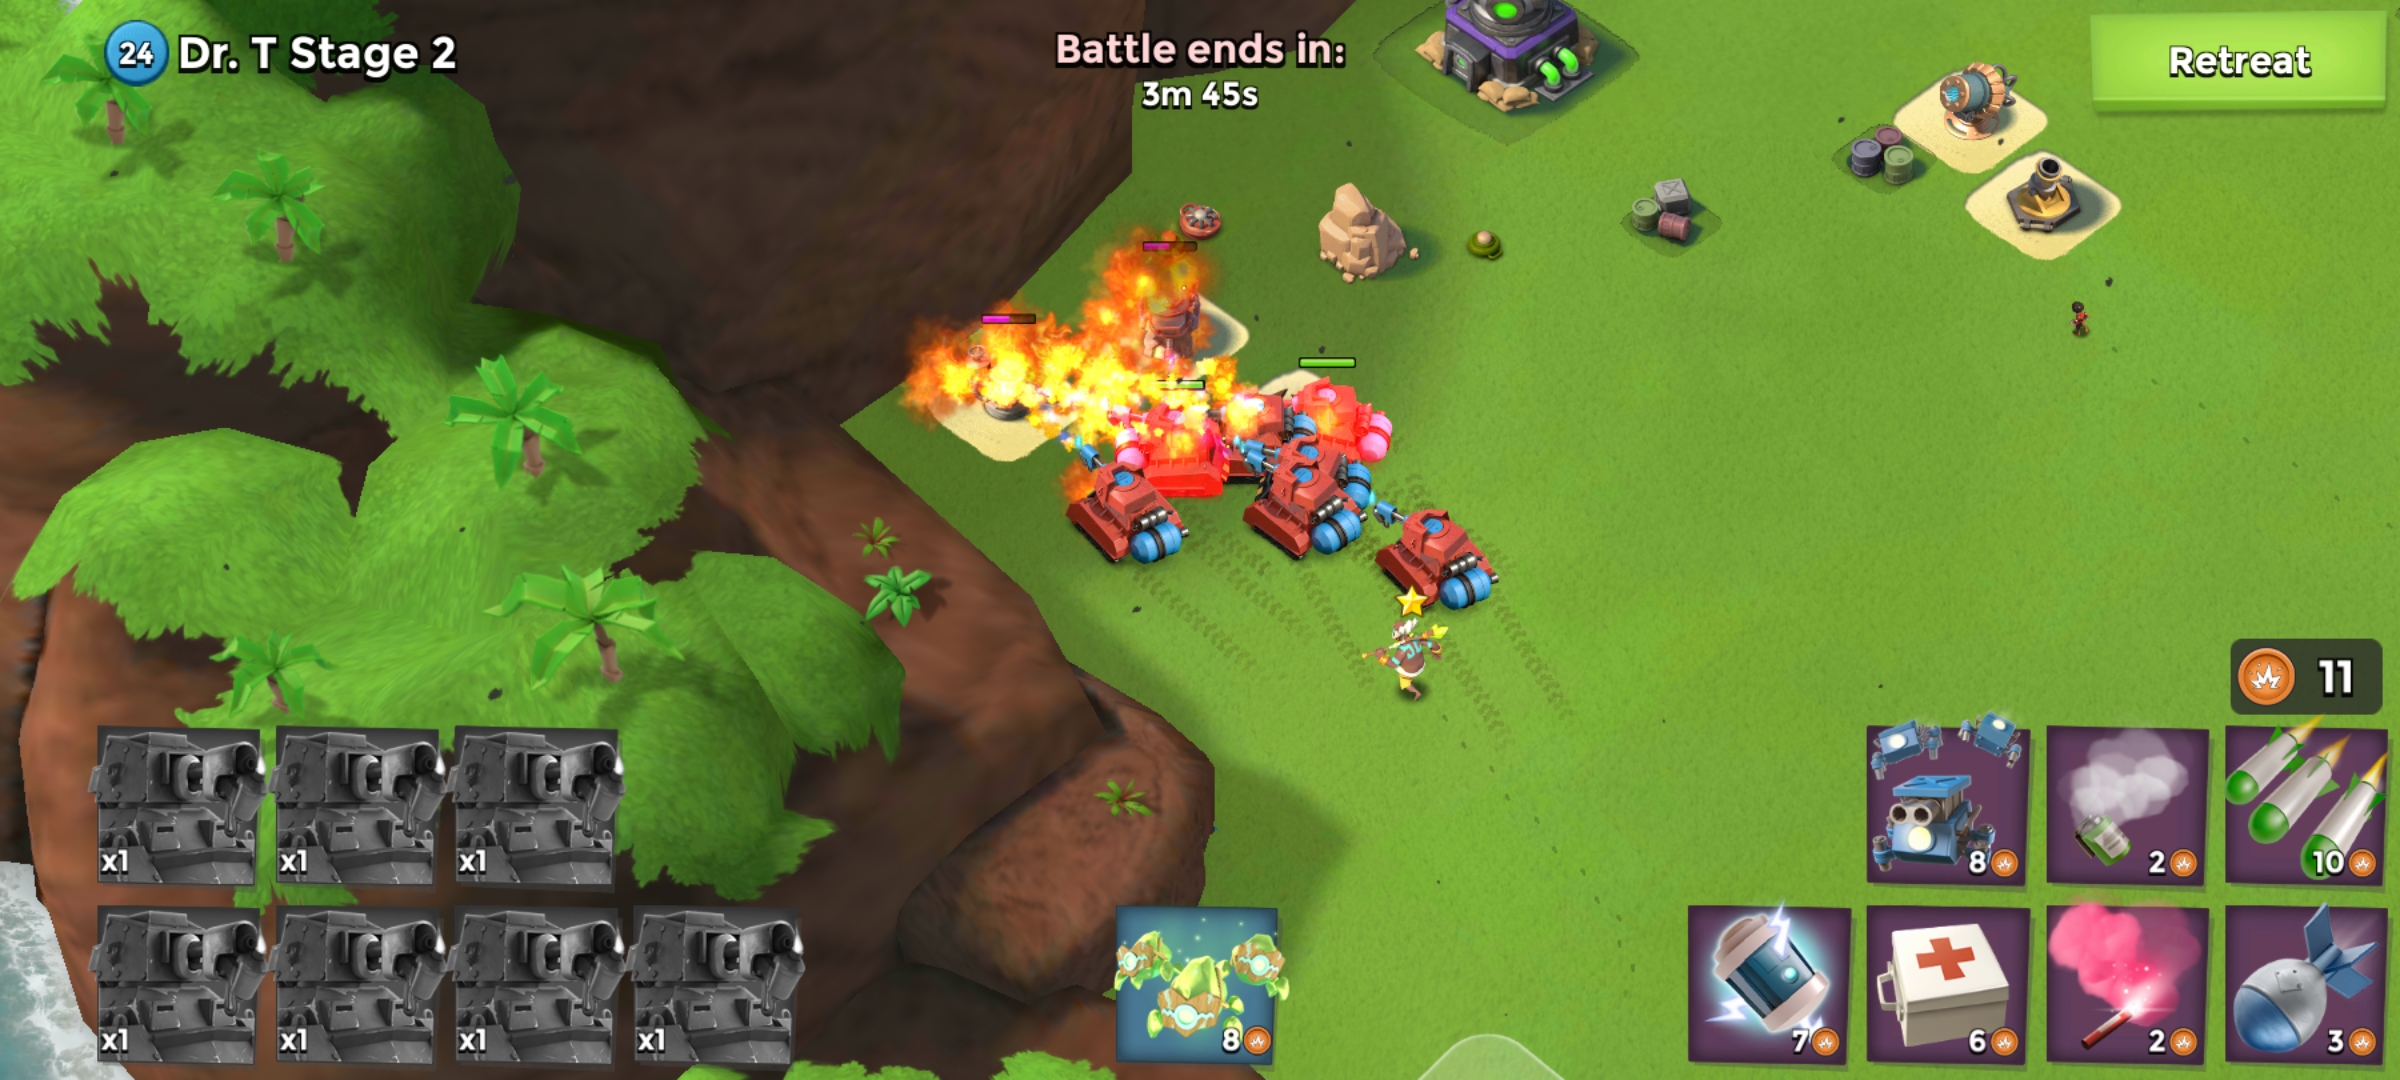 24 Dr. T Stage 2
Battle ends in:
3m 45s
Retreat
11
x1 x1 x1
8 2 10
x1 x1 x1 x1
8
7 6 2 3